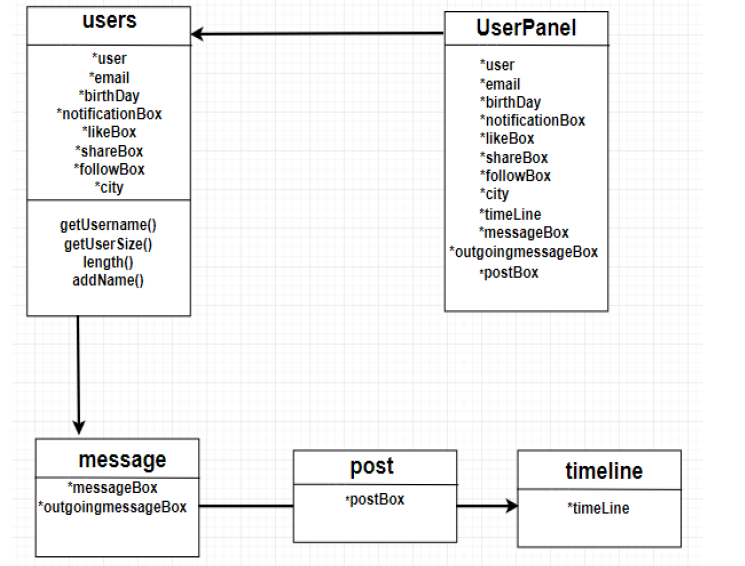 users
*user
*email
*birthDay
*notificationBox
*likeBox
*shareBox
*followBox
*city
getUsername()
getUserSize()
length()
addName()
UserPanel
*user
*email
*birthDay
*notificationBox
*likeBox
*shareBox
*followBox
*city
*timeLine
*messageBox
*outgoingmessageBox
*postBox
message
*messageBox
*outgoingmessageBox
post
*postBox
timeline
*timeLine